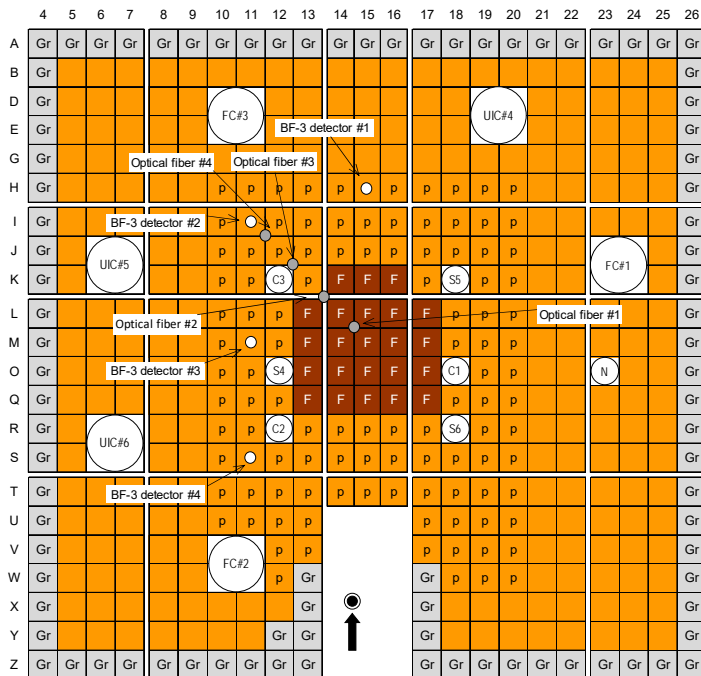 4 5 6 7 8 9 10 11 12 13 14 15 16 17 18 19 20 21 22 23 24 25 26
A Gr Gr Gr Gr Gr Gr Gr Gr Gr Gr Gr Gr Gr Gr Gr Gr Gr Gr Gr Gr Gr Gr Gr
B Gr Gr
D Gr Gr
FC#3 UIC#4
E Gr BF-3 detector #1 Gr
G Gr Gr
Optical fiber #4 Optical fiber #3
H Gr p p p p p p p p p p Gr
I Gr BF-3 detector #2 p p p p p p p p p p Gr
J Gr p p p p p p p p p p p Gr
UIC#5 FC#1
K Gr p p C3 p F F F p S5 p p Gr
L Gr p p p F F F F F p p p Gr
Optical fiber #2 Optical fiber #1
M Gr p p F F F F F p p p Gr
BF-3 detector #3
O Gr p p S4 F F F F F C1 p p N Gr
Q Gr p p p F F F F F p p p Gr
R Gr p p C2 p p p p p S6 p p Gr
UIC#6
S Gr p p p p p p p p p p Gr
T Gr BF-3 detector #4 p p p p p p p p p p p Gr
U Gr p p p p p p p p Gr
V Gr p p p p p p Gr
FC#2
W Gr p Gr Gr p p p Gr
X Gr Gr Gr Gr
Y Gr Gr Gr Gr Gr
Z Gr Gr Gr Gr Gr Gr Gr Gr Gr Gr Gr Gr Gr Gr Gr Gr Gr Gr Gr Gr